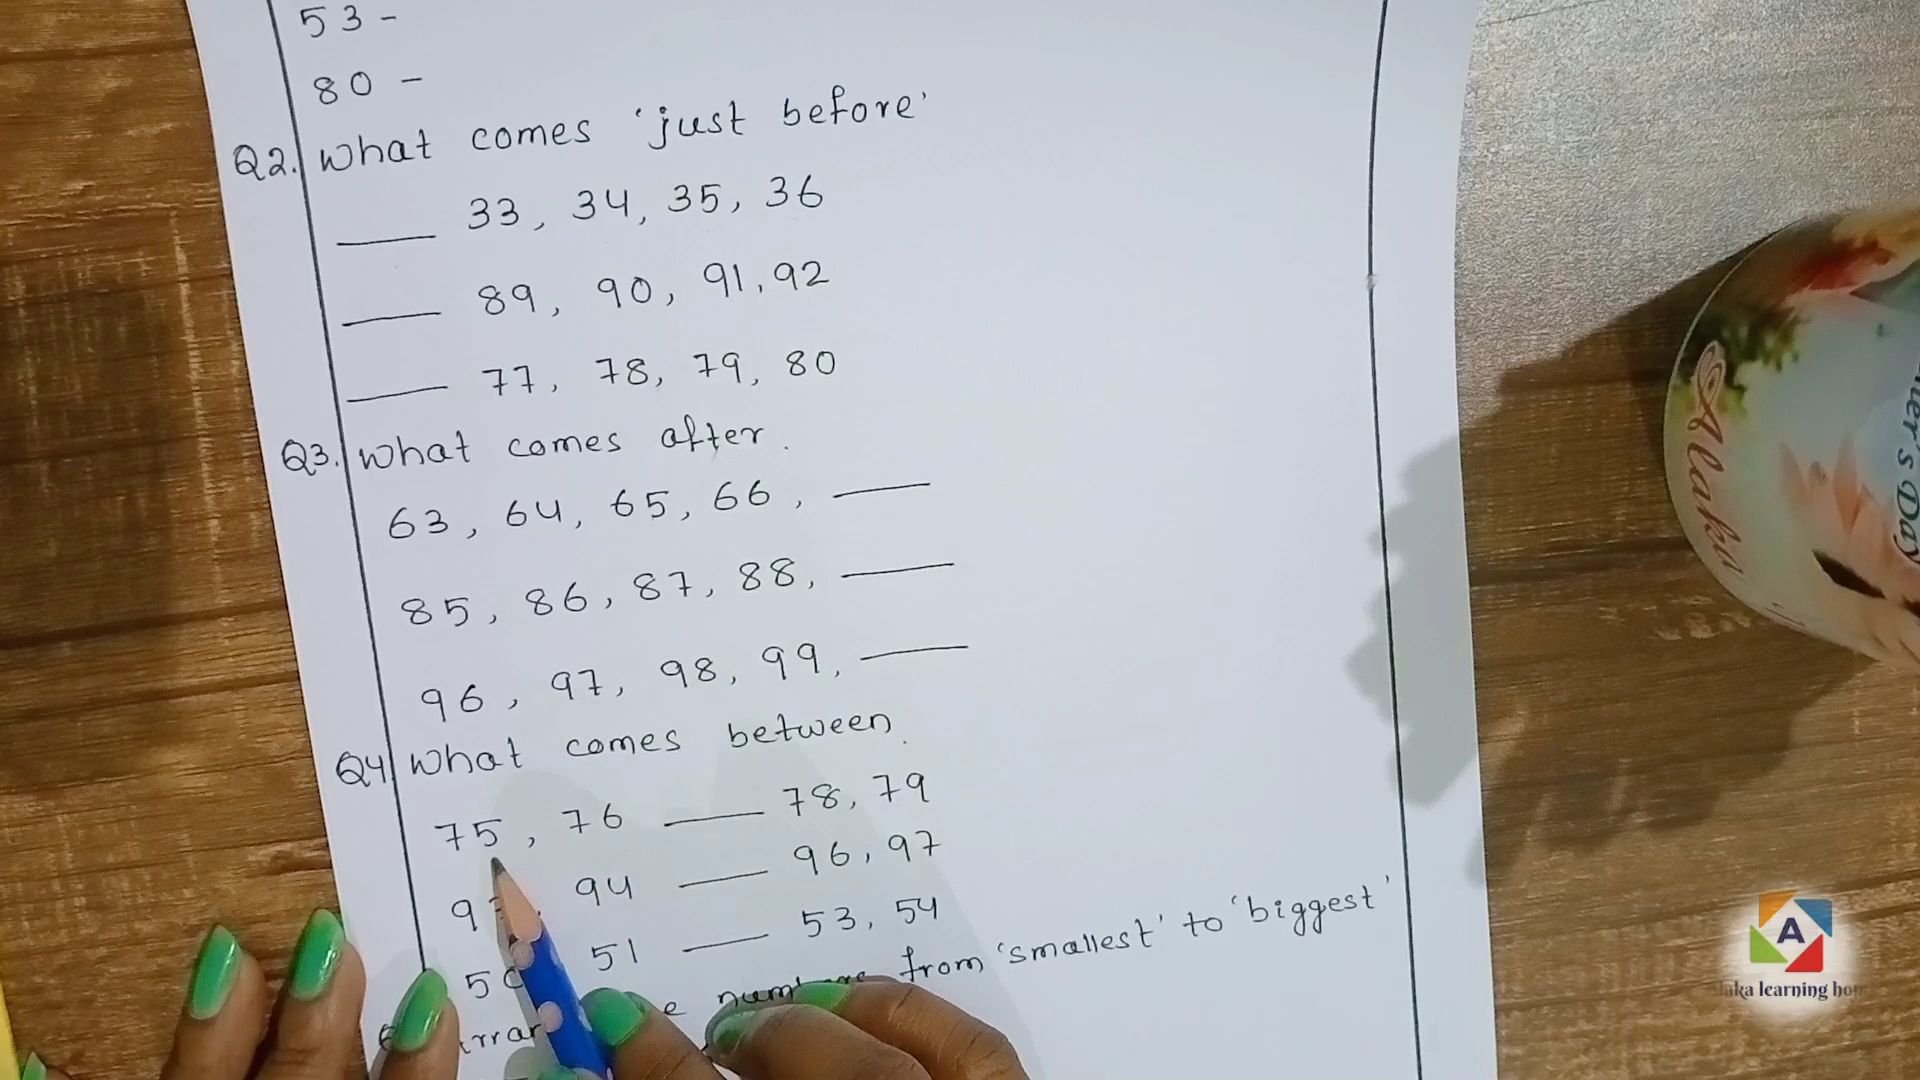 53 -
80 -
Q2. What comes 'just before'
____ 33, 34, 35, 36
____ 89, 90, 91, 92
____ 77, 78, 79, 80
Q3. What comes after.
63, 64, 65, 66, ____
85, 86, 87, 88, ____
96, 97, 98, 99, ____
Q4 What comes between.
75, 76 ____ 78, 79
94 ____ 96, 97
51 ____ 53, 54
from 'smallest' to 'biggest'
Alaka
A